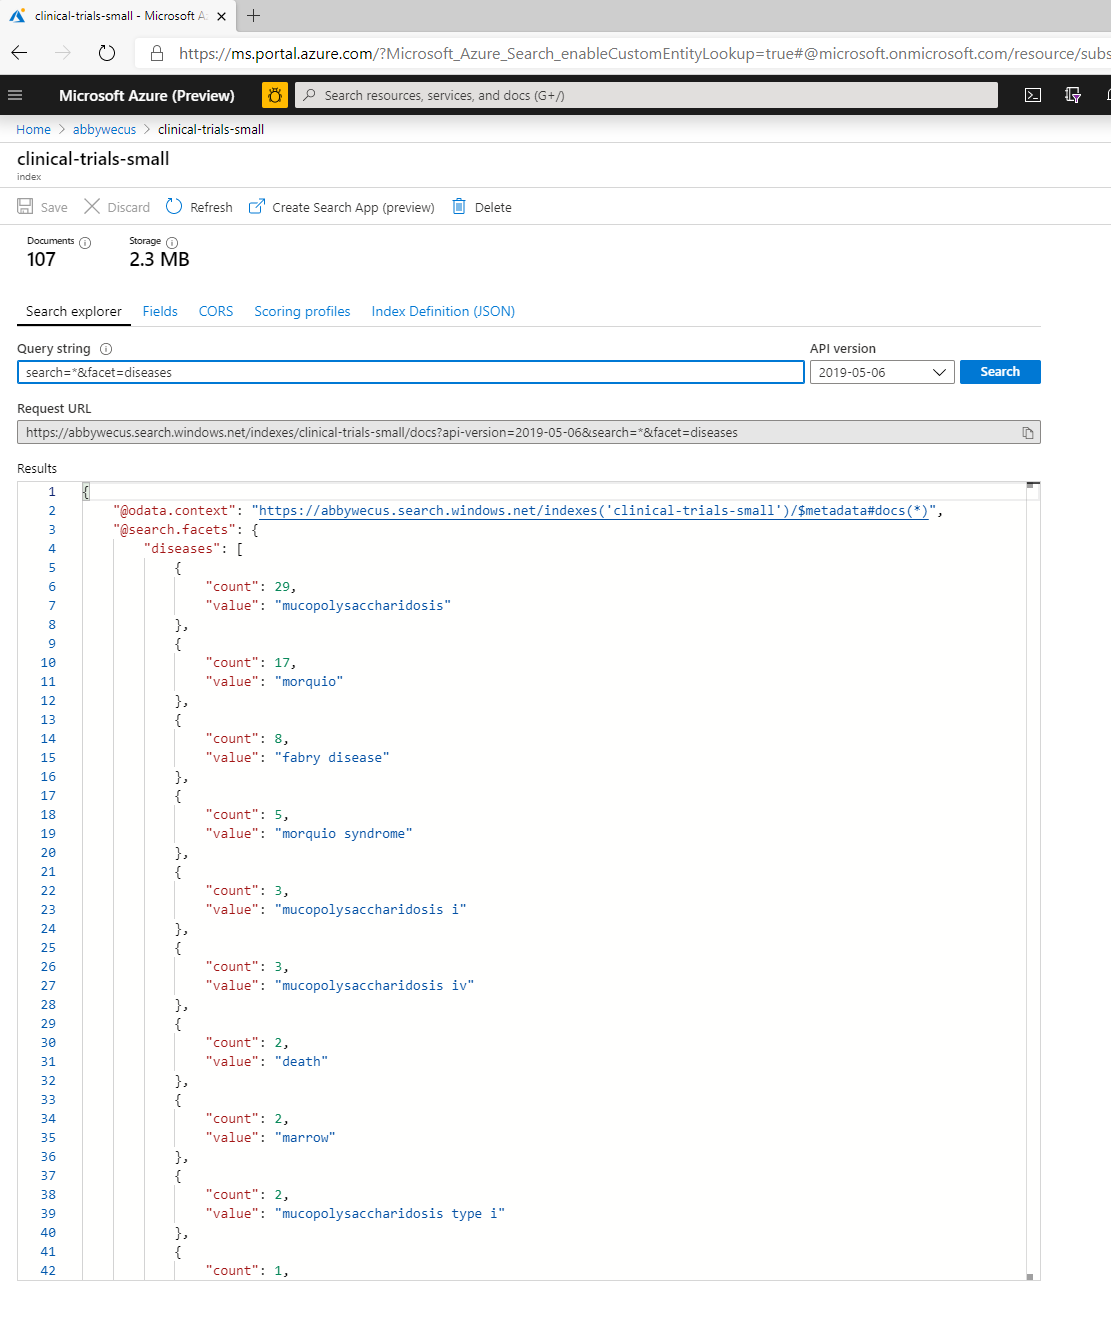 clinical-trials-small - Microsoft A
https://ms.portal.azure.com/?Microsoft_Azure_Search_enableCustomEntityLookup=true#@microsoft.onmicrosoft.com/resource/subs
Microsoft Azure (Preview)
Search resources, services, and docs (G+/)
Home > abbywecus > clinical-trials-small
clinical-trials-small
index
Save Discard Refresh Create Search App (preview) Delete
Documents Storage
107 2.3 MB
Search explorer Fields CORS Scoring profiles Index Definition (JSON)
Query string API version
search=*&facet=diseases 2019-05-06 Search
Request URL
https://abbywecus.search.windows.net/indexes/clinical-trials-small/docs?api-version=2019-05-06&search=*&facet=diseases
Results
1 {
2 "@odata.context": "https://abbywecus.search.windows.net/indexes('clinical-trials-small')/$metadata#docs(*)",
3 "@search.facets": {
4 "diseases": [
5 {
6 "count": 29,
7 "value": "mucopolysaccharidosis"
8 },
9 {
10 "count": 17,
11 "value": "morquio"
12 },
13 {
14 "count": 8,
15 "value": "fabry disease"
16 },
17 {
18 "count": 5,
19 "value": "morquio syndrome"
20 },
21 {
22 "count": 3,
23 "value": "mucopolysaccharidosis i"
24 },
25 {
26 "count": 3,
27 "value": "mucopolysaccharidosis iv"
28 },
29 {
30 "count": 2,
31 "value": "death"
32 },
33 {
34 "count": 2,
35 "value": "marrow"
36 },
37 {
38 "count": 2,
39 "value": "mucopolysaccharidosis type i"
40 },
41 {
42 "count": 1,